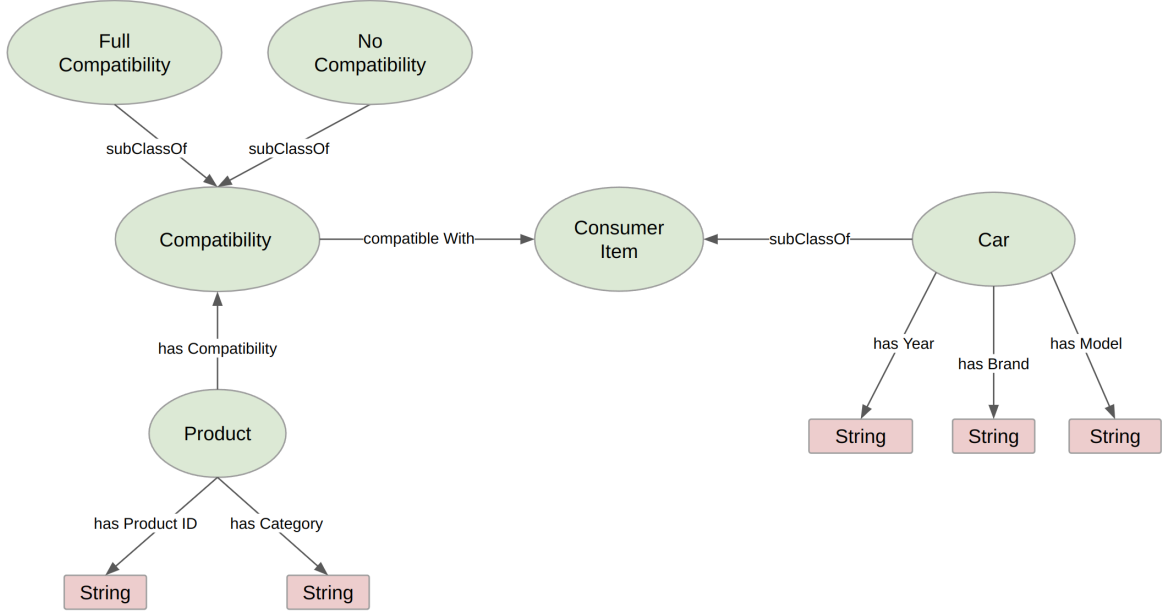 Full
Compatibility
No
Compatibility
subClassOf
subClassOf
Compatibility
compatible With
Consumer
Item
subClassOf
Car
has Compatibility
has Year
has Brand
has Model
Product
String
String
String
has Product ID
has Category
String
String